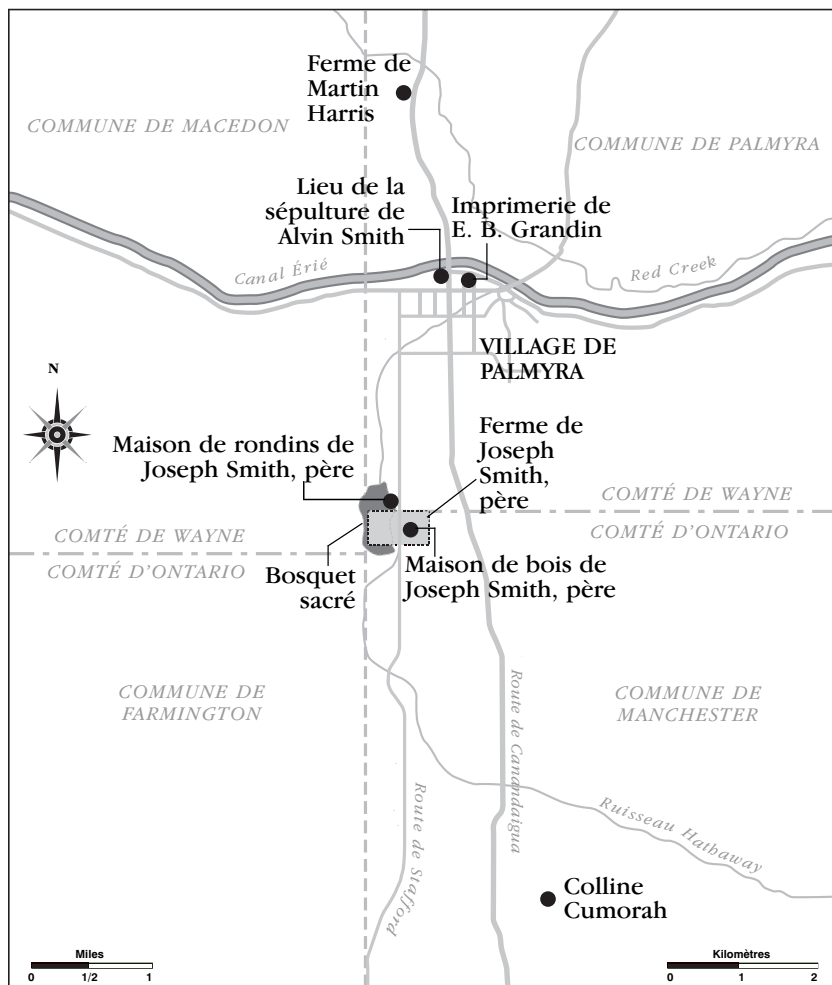 Ferme de
Martin
Harris
COMMUNE DE MACEDON
COMMUNE DE PALMYRA
Lieu de la
sépulture de
Alvin Smith
Imprimerie de
E. B. Grandin
Canal Érié
Red Creek
VILLAGE DE
PALMYRA
N
Ferme de
Joseph
Smith,
père
Maison de rondins de
Joseph Smith, père
COMTÉ DE WAYNE
COMTÉ D'ONTARIO
COMTÉ DE WAYNE
COMTÉ D'ONTARIO
Bosquet
sacré
Maison de bois de
Joseph Smith, père
COMMUNE DE
FARMINGTON
COMMUNE DE
MANCHESTER
Route de Canandaigua
Route de Stafford
Ruisseau Hathaway
Colline
Cumorah
Miles
0 1/2 1
Kilomètres
0 1 2